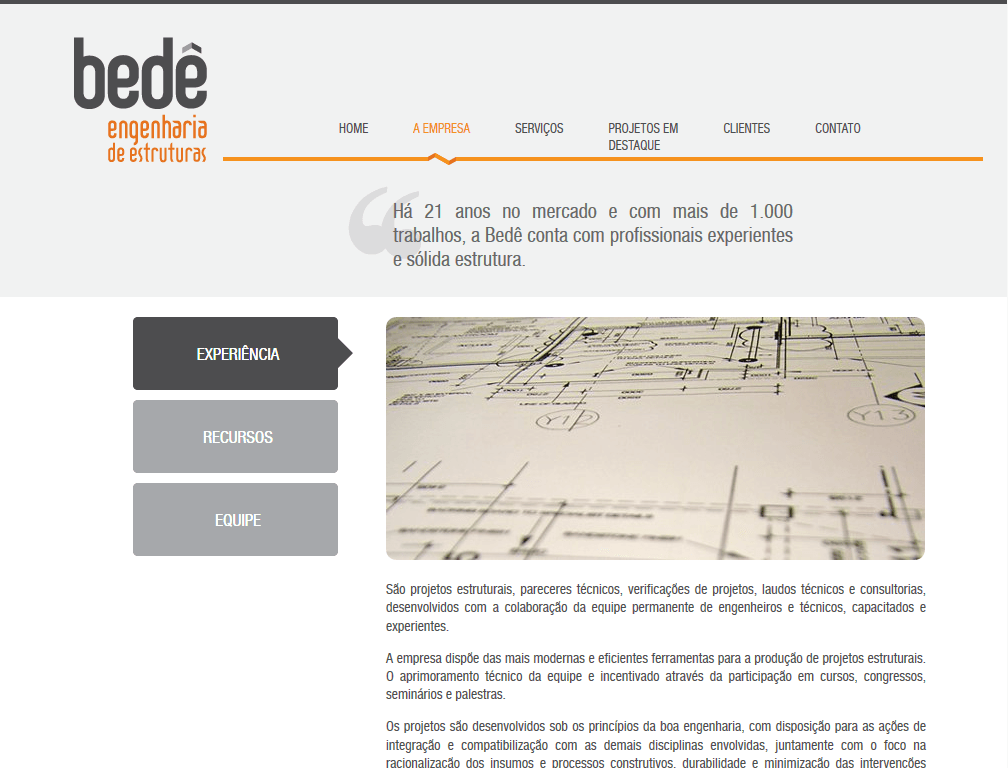 bedê
engenharia
de estruturas
HOME
A EMPRESA
SERVIÇOS
PROJETOS EM
DESTAQUE
CLIENTES
CONTATO
Há 21 anos no mercado e com mais de 1.000
trabalhos, a Bedê conta com profissionais experientes
e sólida estrutura.
EXPERIÊNCIA
RECURSOS
EQUIPE
Y12
Y13
São projetos estruturais, pareceres técnicos, verificações de projetos, laudos técnicos e consultorias,
desenvolvidos com a colaboração da equipe permanente de engenheiros e técnicos, capacitados e
experientes.
A empresa dispõe das mais modernas e eficientes ferramentas para a produção de projetos estruturais.
O aprimoramento técnico da equipe e incentivado através da participação em cursos, congressos,
seminários e palestras.
Os projetos são desenvolvidos sob os princípios da boa engenharia, com disposição para as ações de
integração e compatibilização com as demais disciplinas envolvidas, juntamente com o foco na
racionalização dos insumos e processos construtivos, durabilidade e minimização das intervenções